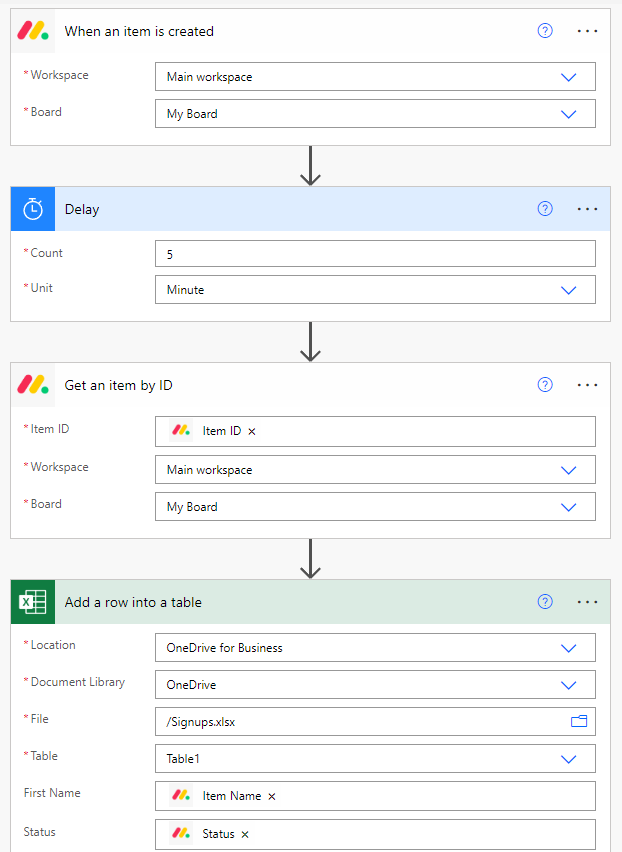 When an item is created
* Workspace Main workspace
* Board My Board
Delay
* Count 5
* Unit Minute
Get an item by ID
* Item ID Item ID ×
* Workspace Main workspace
* Board My Board
Add a row into a table
* Location OneDrive for Business
* Document Library OneDrive
* File /Signups.xlsx
* Table Table1
First Name Item Name ×
Status Status ×